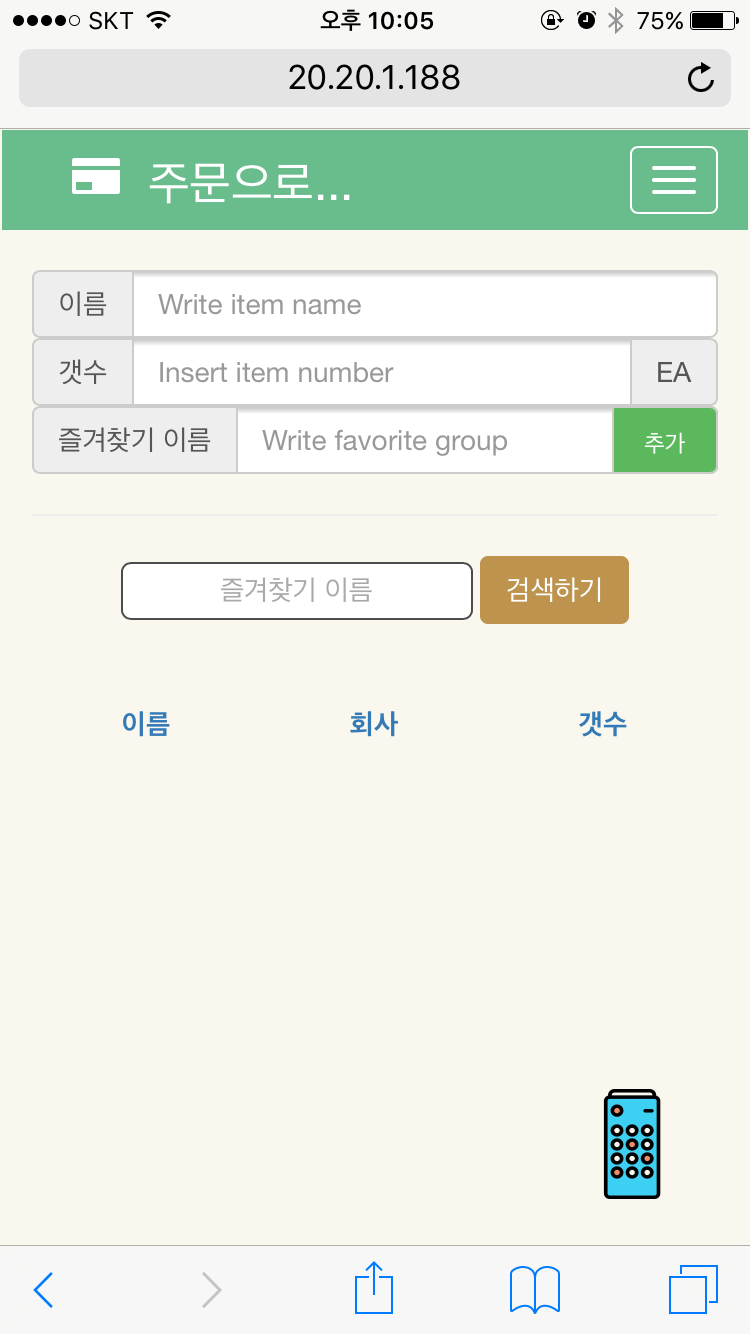 SKT 오후 10:05 75%
20.20.1.188
주문으로...
이름 Write item name
갯수 Insert item number EA
즐겨찾기 이름 Write favorite group 추가
즐겨찾기 이름 검색하기
이름 회사 갯수